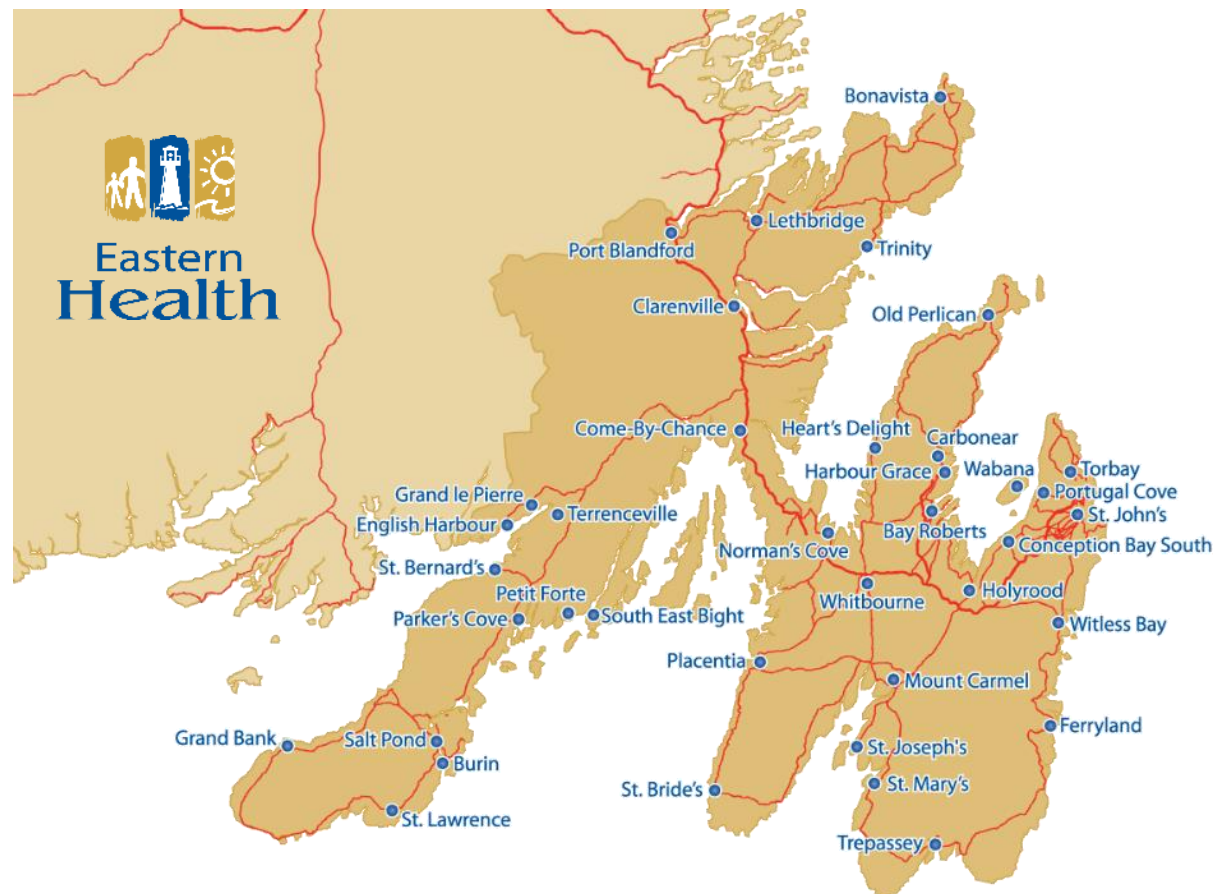 Bonavista
Eastern
Health
Lethbridge
Port Blandford
Trinity
Clarenville
Old Perlican
Come-By-Chance
Heart's Delight
Carbonear
Harbour Grace
Wabana
Torbay
Portugal Cove
Grand le Pierre
Terrenceville
St. John's
English Harbour
Bay Roberts
Norman's Cove
Conception Bay South
St. Bernard's
Petit Forte
Whitbourne
Holyrood
Parker's Cove
South East Bight
Witless Bay
Placentia
Mount Carmel
Grand Bank
Salt Pond
St. Joseph's
Ferryland
Burin
St. Bride's
St. Mary's
St. Lawrence
Trepassey